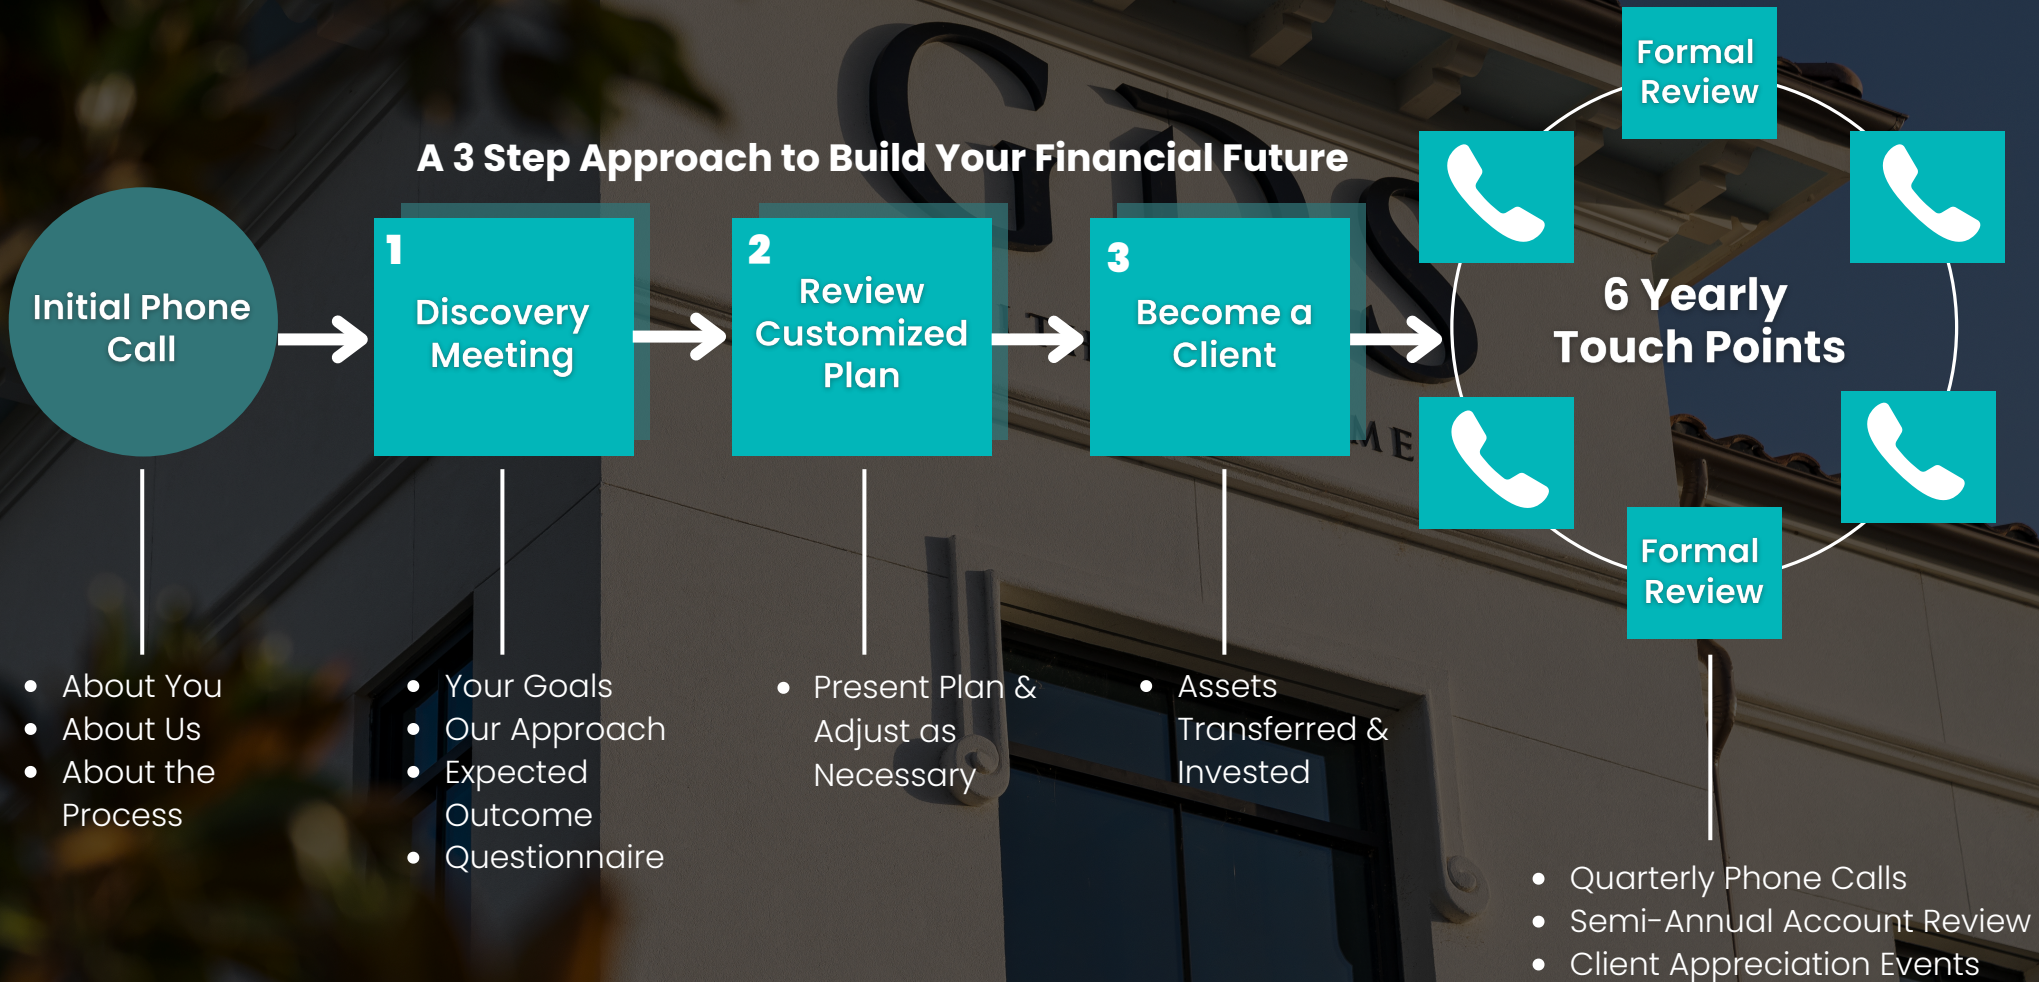 A 3 Step Approach to Build Your Financial Future
Initial Phone
Call
1
Discovery
Meeting
2
Review
Customized
Plan
3
Become a
Client
Formal
Review
6 Yearly
Touch Points
Formal
Review
• About You
• About Us
• About the
Process
• Your Goals
• Our Approach
• Expected
Outcome
• Questionnaire
• Present Plan &
Adjust as
Necessary
• Assets
Transferred &
Invested
• Quarterly Phone Calls
• Semi-Annual Account Review
• Client Appreciation Events
GDS